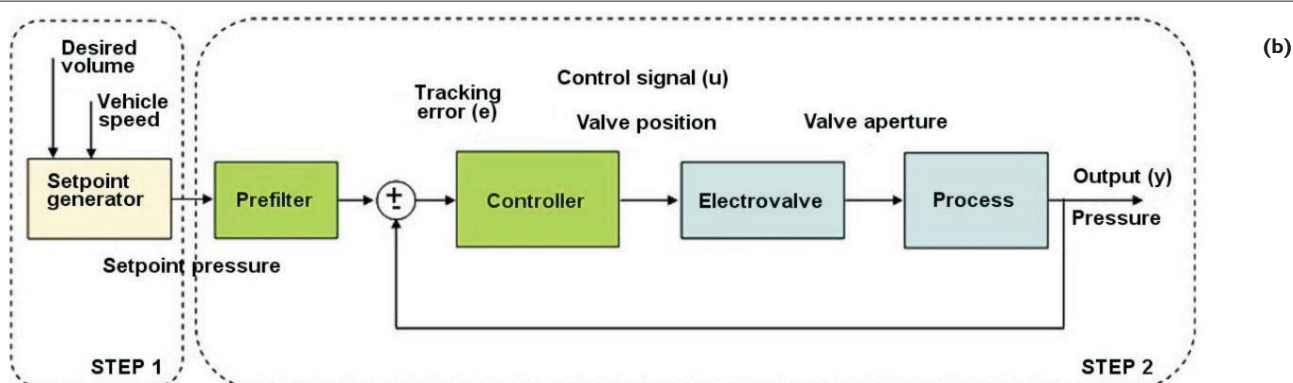 (b)
Desired
volume
Vehicle
speed
Setpoint
generator
Setpoint pressure
STEP 1
Prefilter
+
-
Tracking
error (e)
Controller
Control signal (u)
Valve position
Electrovalve
Valve aperture
Process
Output (y)
Pressure
STEP 2